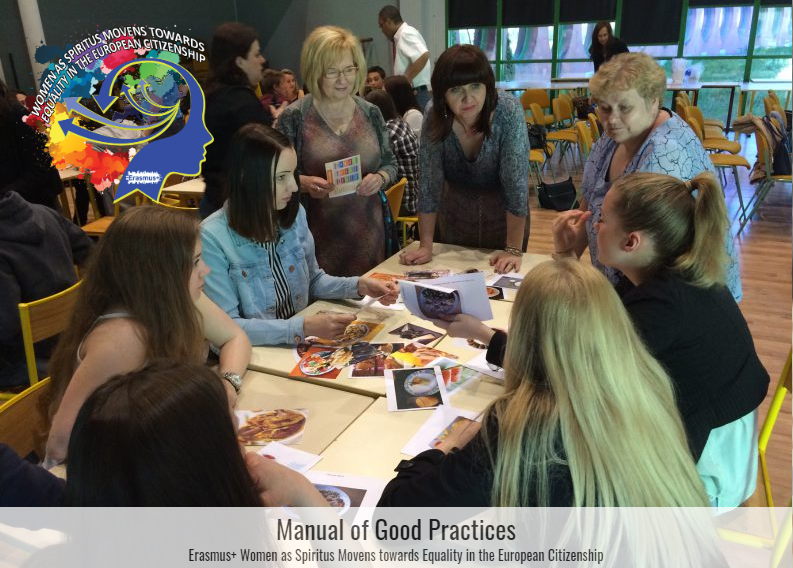 WOMEN AS SPIRITUS MOVENS TOWARDS
EQUALITY IN THE EUROPEAN CITIZENSHIP
Erasmus+
Manual of Good Practices
Erasmus+ Women as Spiritus Movens towards Equality in the European Citizenship